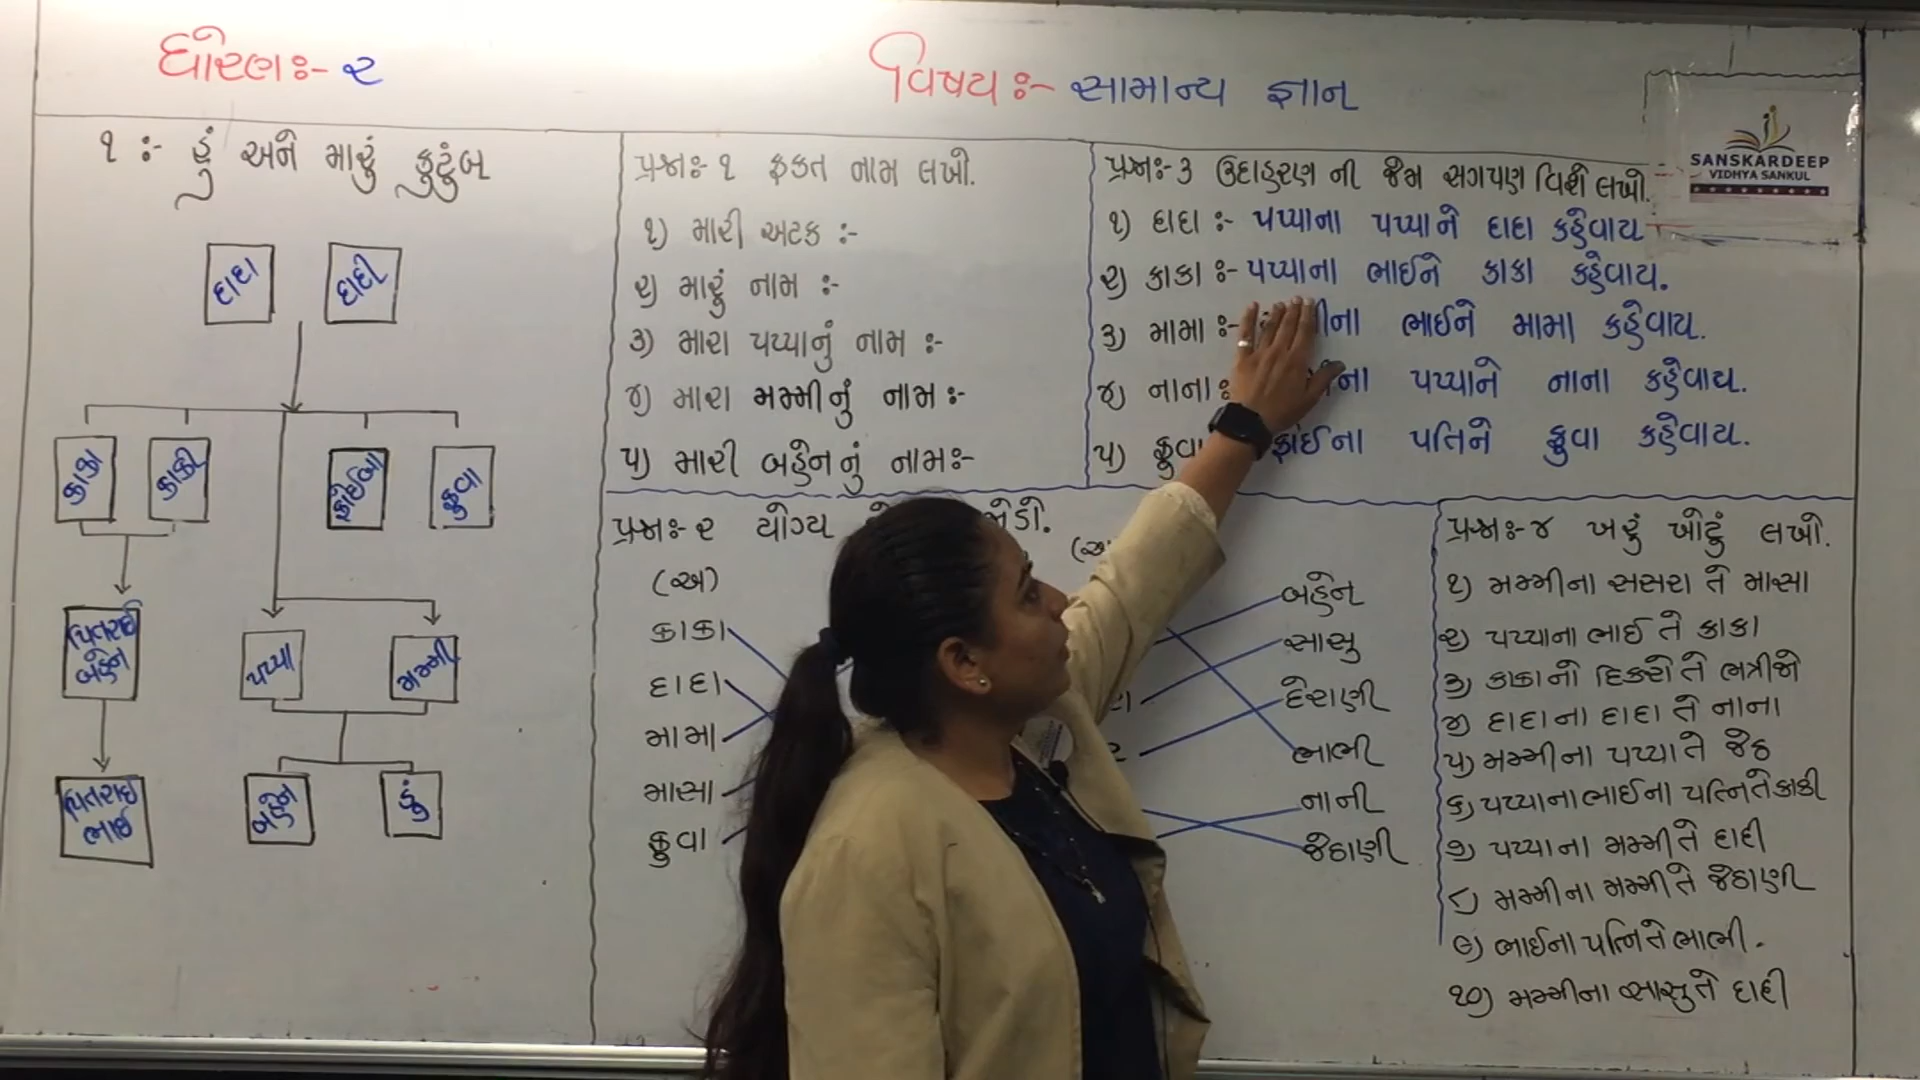 ધોરણઃ- ૨
વિષયઃ- સામાન્ય જ્ઞાન
SANSKARDEEP
VIDHYA SANKUL
૧ઃ- હું અને મારું કુટુંબ
દાદા
દાદી
કાકા
કાકી
ફોઈબા
ફુવા
પિતરાઈ
બહેન
પપ્પા
મમ્મી
પિતરાઈ
ભાઈ
બહેન
હું
પ્રશ્નઃ- ૧ ફકત નામ લખો.
૧) મારી અટક ઃ-
૨) મારું નામ ઃ-
૩) મારા પપ્પાનું નામ ઃ-
૪) મારા મમ્મીનું નામ ઃ-
૫) મારી બહેનનું નામઃ-
પ્રશ્નઃ- ૩ ઉદાહરણ ની જેમ સગપણ વિશે લખો.
૧) દાદા ઃ- પપ્પાના પપ્પાને દાદા કહેવાય
૨) કાકા ઃ- પપ્પાના ભાઈને કાકા કહેવાય.
૩) મામા ઃ- ભાઈને મામા કહેવાય.
૪) નાના ઃ પપ્પાને નાના કહેવાય.
૫) ફુવા ફોઈના પતિને ફુવા કહેવાય.
પ્રશ્નઃ- ૨ યોગ્ય જોડો.
(અ)
કાકા
દાદા
મામા
માસા
ફુવા
બહેન
સાસુ
દેરાણી
ભાભી
નાની
જેઠાણી
પ્રશ્નઃ- ૪ ખરું ખોટું લખો.
૧) મમ્મીના સસરા તે માસા
૨) પપ્પાના ભાઈ તે કાકા
૩) કાકાનો દિકરો તે ભત્રીજો
૪) દાદાના દાદા તે નાના
૫) મમ્મીના પપ્પા તે જેઠ
૬) પપ્પાના ભાઈના પત્નિ તે કાકી
૭) પપ્પાના મમ્મી તે દાદી
૮) મમ્મીના મમ્મી તે જેઠાણી
૯) ભાઈના પત્નિ તે ભાભી.
૧૦) મમ્મીના સાસુ તે દાદી